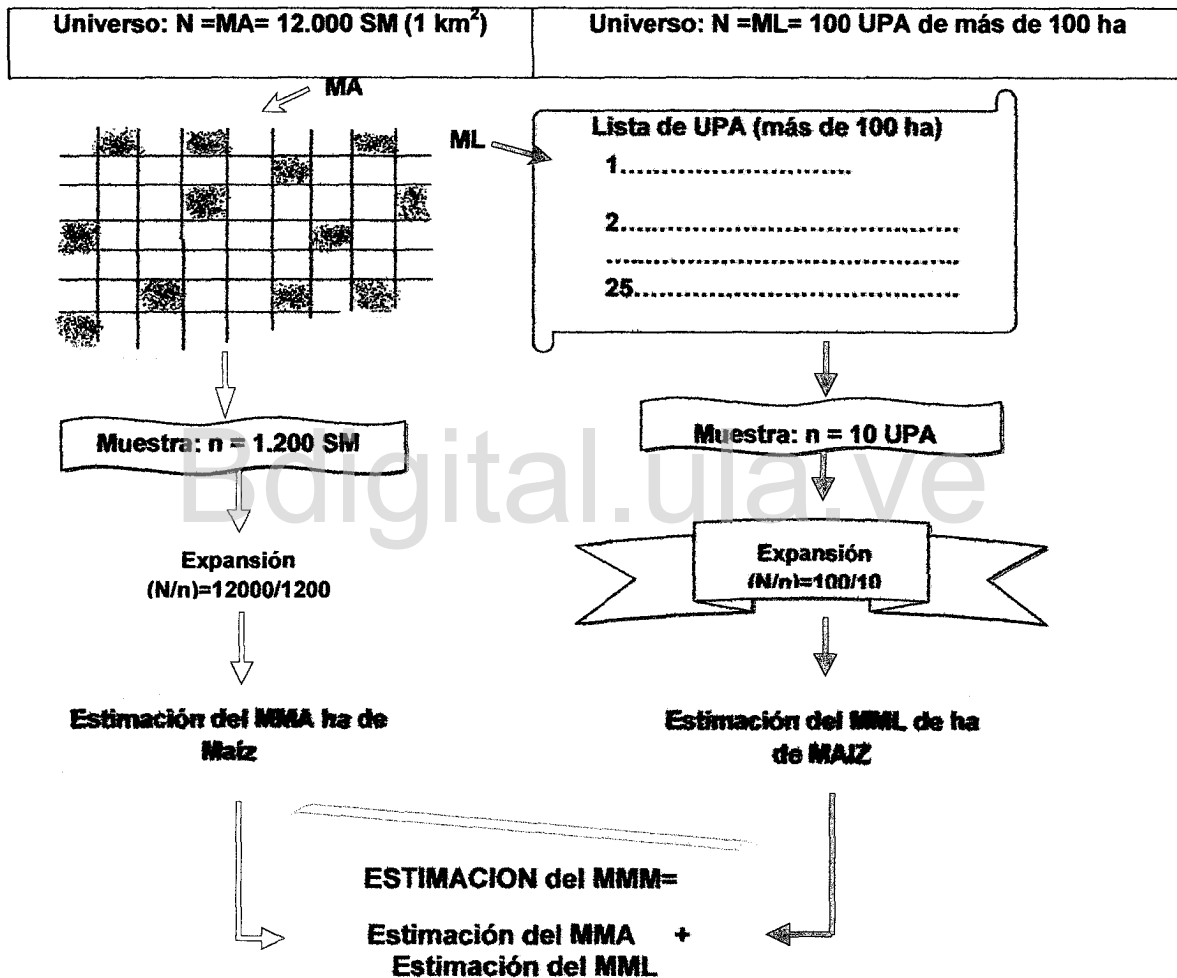 Universo: N =MA= 12.000 SM (1 km²)
Universo: N =ML= 100 UPA de más de 100 ha
MA
ML
Lista de UPA (más de 100 ha)
1............................
2.........................................
...........................................
25.......................................
Muestra: n = 1.200 SM
Muestra: n = 10 UPA
Bdigital.ula.ve
Expansión
(N/n)=12000/1200
Expansión
(N/n)=100/10
Estimación del MMA ha de
Maíz
Estimación del MML de ha
de MAIZ
ESTIMACION del MMM=
Estimación del MMA +
Estimación del MML